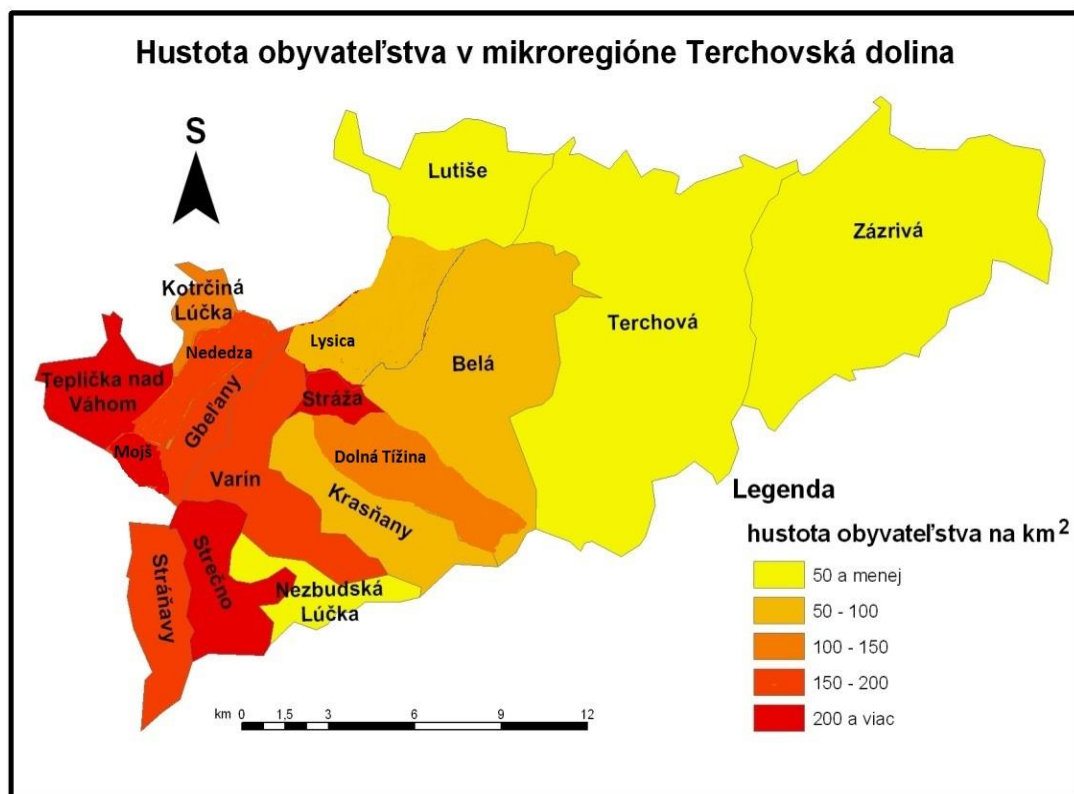 Hustota obyvateľstva v mikroregióne Terchovská dolina
S
Lutiše
Zázrivá
Kotrčiná
Lúčka
Terchová
Lysica
Nededza
Belá
Teplička nad
Váhom
Gbeľany
Stráža
Mojš
Dolná Tížina
Varín
Krasňany
Strečno
Stráňavy
Nezbudská
Lúčka
Legenda
hustota obyvateľstva na km²
50 a menej
50 - 100
100 - 150
150 - 200
200 a viac
km 0 1,5 3 6 9 12